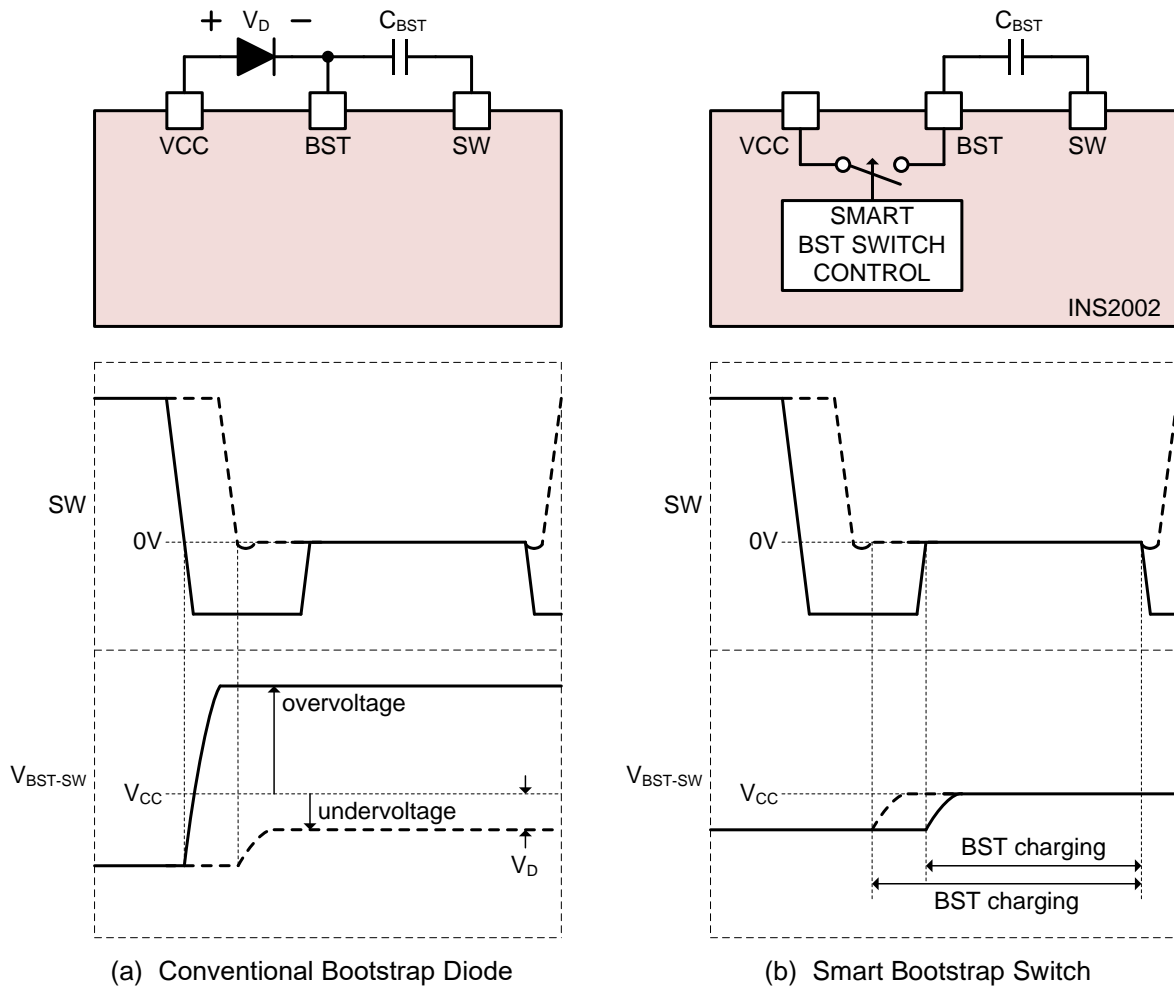 + VD −
CBST
VCC
BST
SW
CBST
VCC
BST
SW
SMART
BST SWITCH
CONTROL
INS2002
SW
0V
VBST-SW
VCC
overvoltage
undervoltage
VD
SW
0V
VBST-SW
VCC
BST charging
BST charging
(a) Conventional Bootstrap Diode
(b) Smart Bootstrap Switch